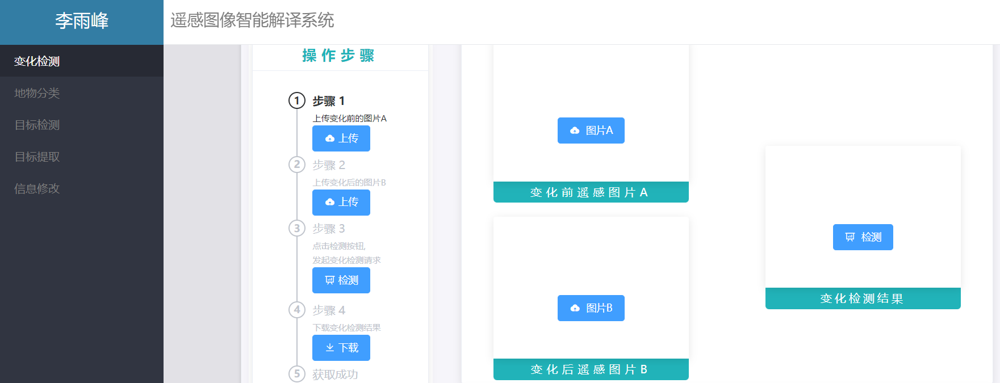 李雨峰
遥感图像智能解译系统
变化检测
地物分类
目标检测
目标提取
信息修改
操作步骤
1 步骤 1
上传变化前的图片A
上传
2 步骤 2
上传变化后的图片B
上传
3 步骤 3
点击检测按钮,
发起变化检测请求
检测
4 步骤 4
下载变化检测结果
下载
5 获取成功
图片A
变化前遥感图片A
图片B
变化后遥感图片B
检测
变化检测结果